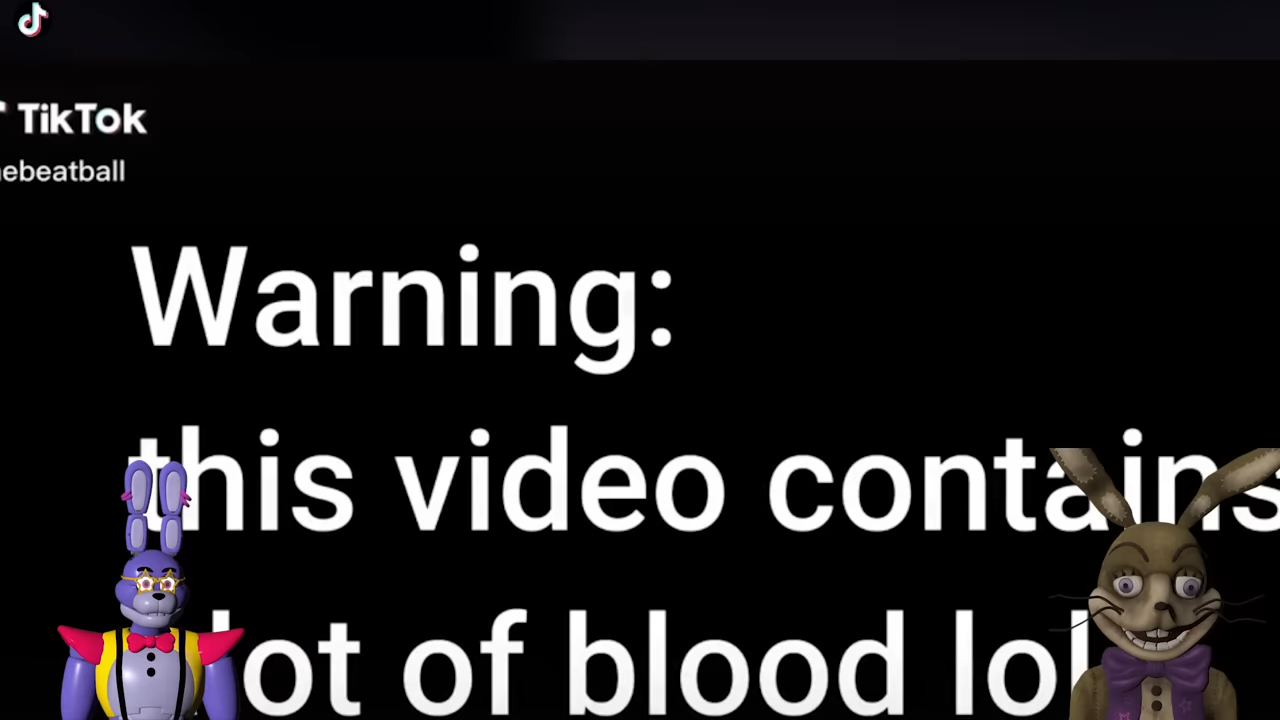 TikTok
ebeatball
Warning:
this video contains
lot of blood lol